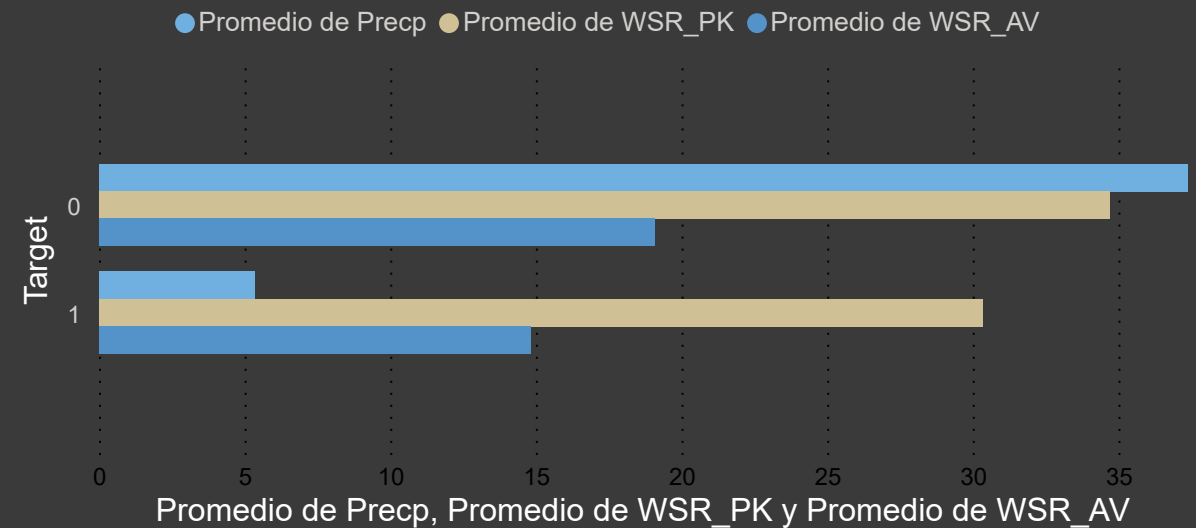 Promedio de Precp Promedio de WSR_PK Promedio de WSR_AV
Target
0
1
0 5 10 15 20 25 30 35
Promedio de Precp, Promedio de WSR_PK y Promedio de WSR_AV